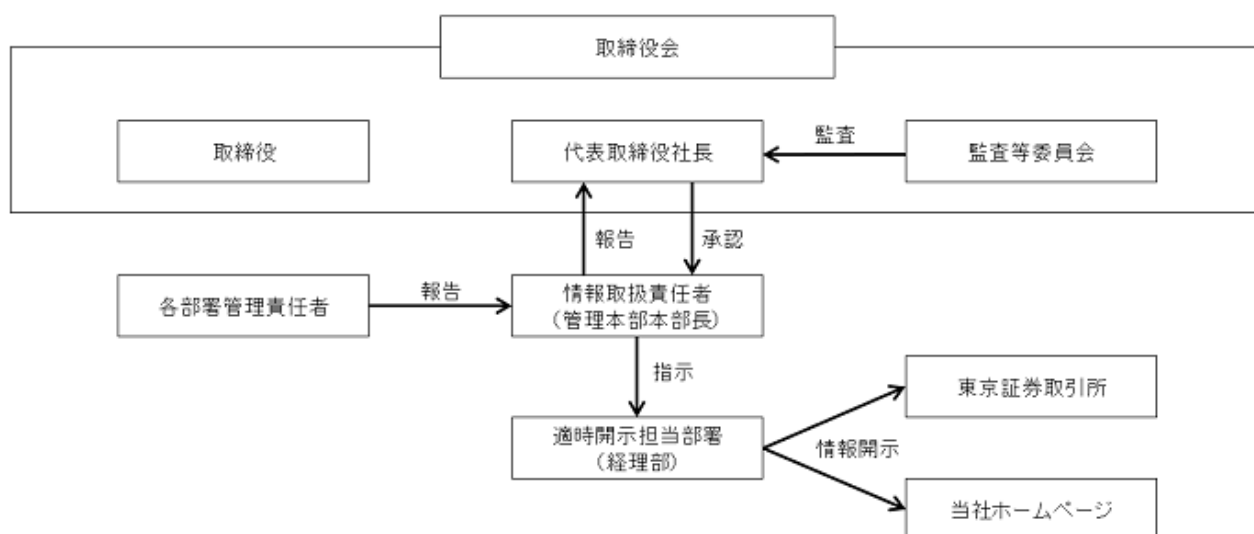 取締役会
取締役
代表取締役社長
監査
監査等委員会
報告
承認
各部署管理責任者
報告
情報取扱責任者
（管理本部本部長）
指示
適時開示担当部署
（経理部）
東京証券取引所
情報開示
当社ホームページ